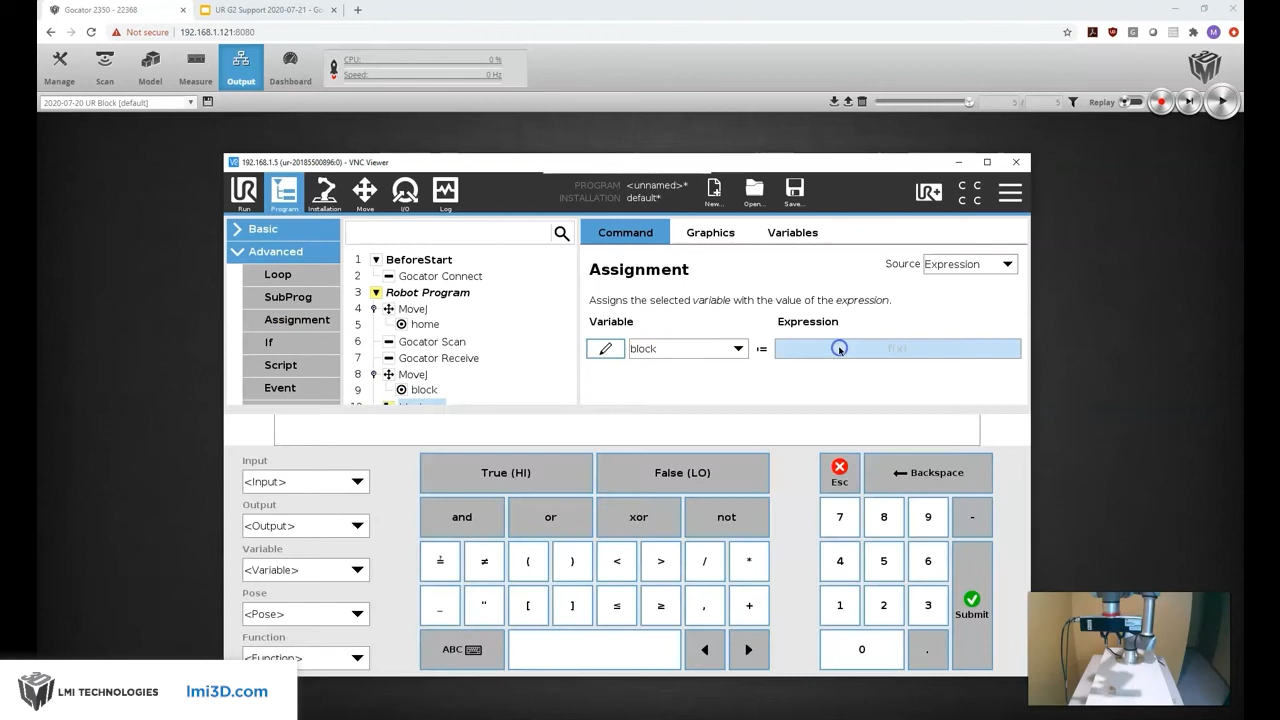 Gocator 2350 - 22368
UR G2 Support 2020-07-21 - Goc
Not secure
192.168.1.121:8080
M
Manage
Scan
Model
Measure
Output
Dashboard
CPU:
0 %
Speed:
0 Hz
2020-07-20 UR Block [default]
5 / 5
Replay
192.168.1.5 (ur-20185500896:0) - VNC Viewer
Run
Program
Installation
Move
I/O
Log
PROGRAM <unnamed>*
INSTALLATION default*
New...
Open...
Save...
UR+
C C
C C
Basic
Advanced
Loop
SubProg
Assignment
If
Script
Event
1 BeforeStart
2 Gocator Connect
3 Robot Program
4 MoveJ
5 home
6 Gocator Scan
7 Gocator Receive
8 MoveJ
9 block
Command
Graphics
Variables
Assignment
Source Expression
Assigns the selected variable with the value of the expression.
Variable
Expression
block
:=
f(x)
Input
<Input>
Output
<Output>
Variable
<Variable>
Pose
<Pose>
Function
<Function>
True (HI)
False (LO)
and
or
xor
not
≟ ≠ ( ) < > / *
_ " [ ] ≤ ≥ , +
ABC
Esc
Backspace
7 8 9 -
4 5 6
1 2 3
0 .
Submit
LMI TECHNOLOGIES
lmi3D.com